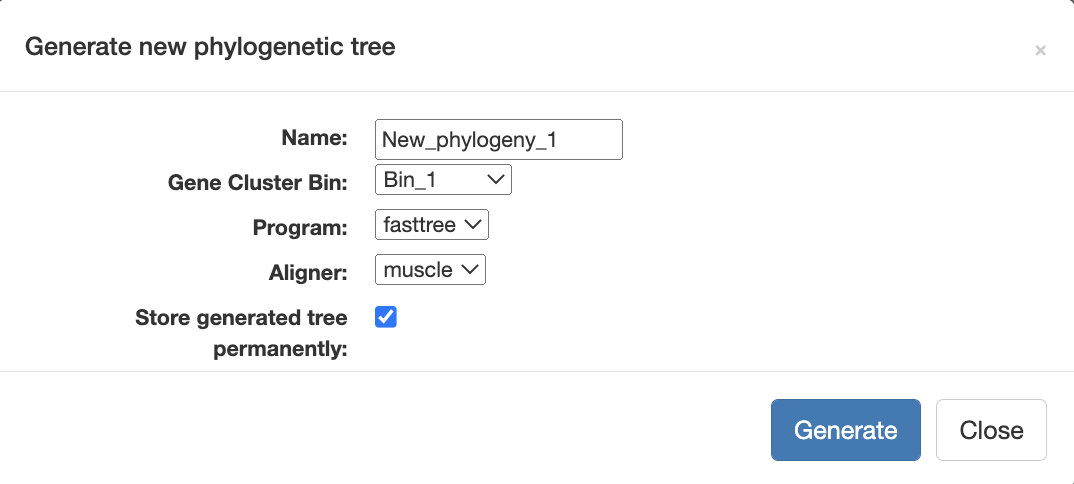 Generate new phylogenetic tree
×
Name: New_phylogeny_1
Gene Cluster Bin: Bin_1
Program: fasttree
Aligner: muscle
Store generated tree
permanently:
Generate Close